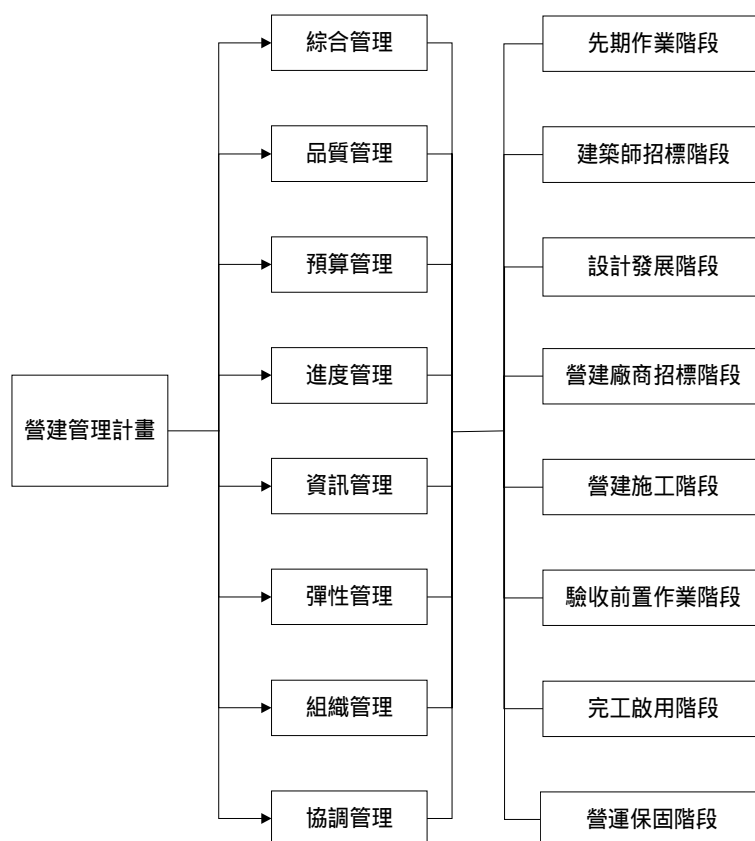 營建管理計畫
綜合管理
品質管理
預算管理
進度管理
資訊管理
彈性管理
組織管理
協調管理
先期作業階段
建築師招標階段
設計發展階段
營建廠商招標階段
營建施工階段
驗收前置作業階段
完工啟用階段
營運保固階段